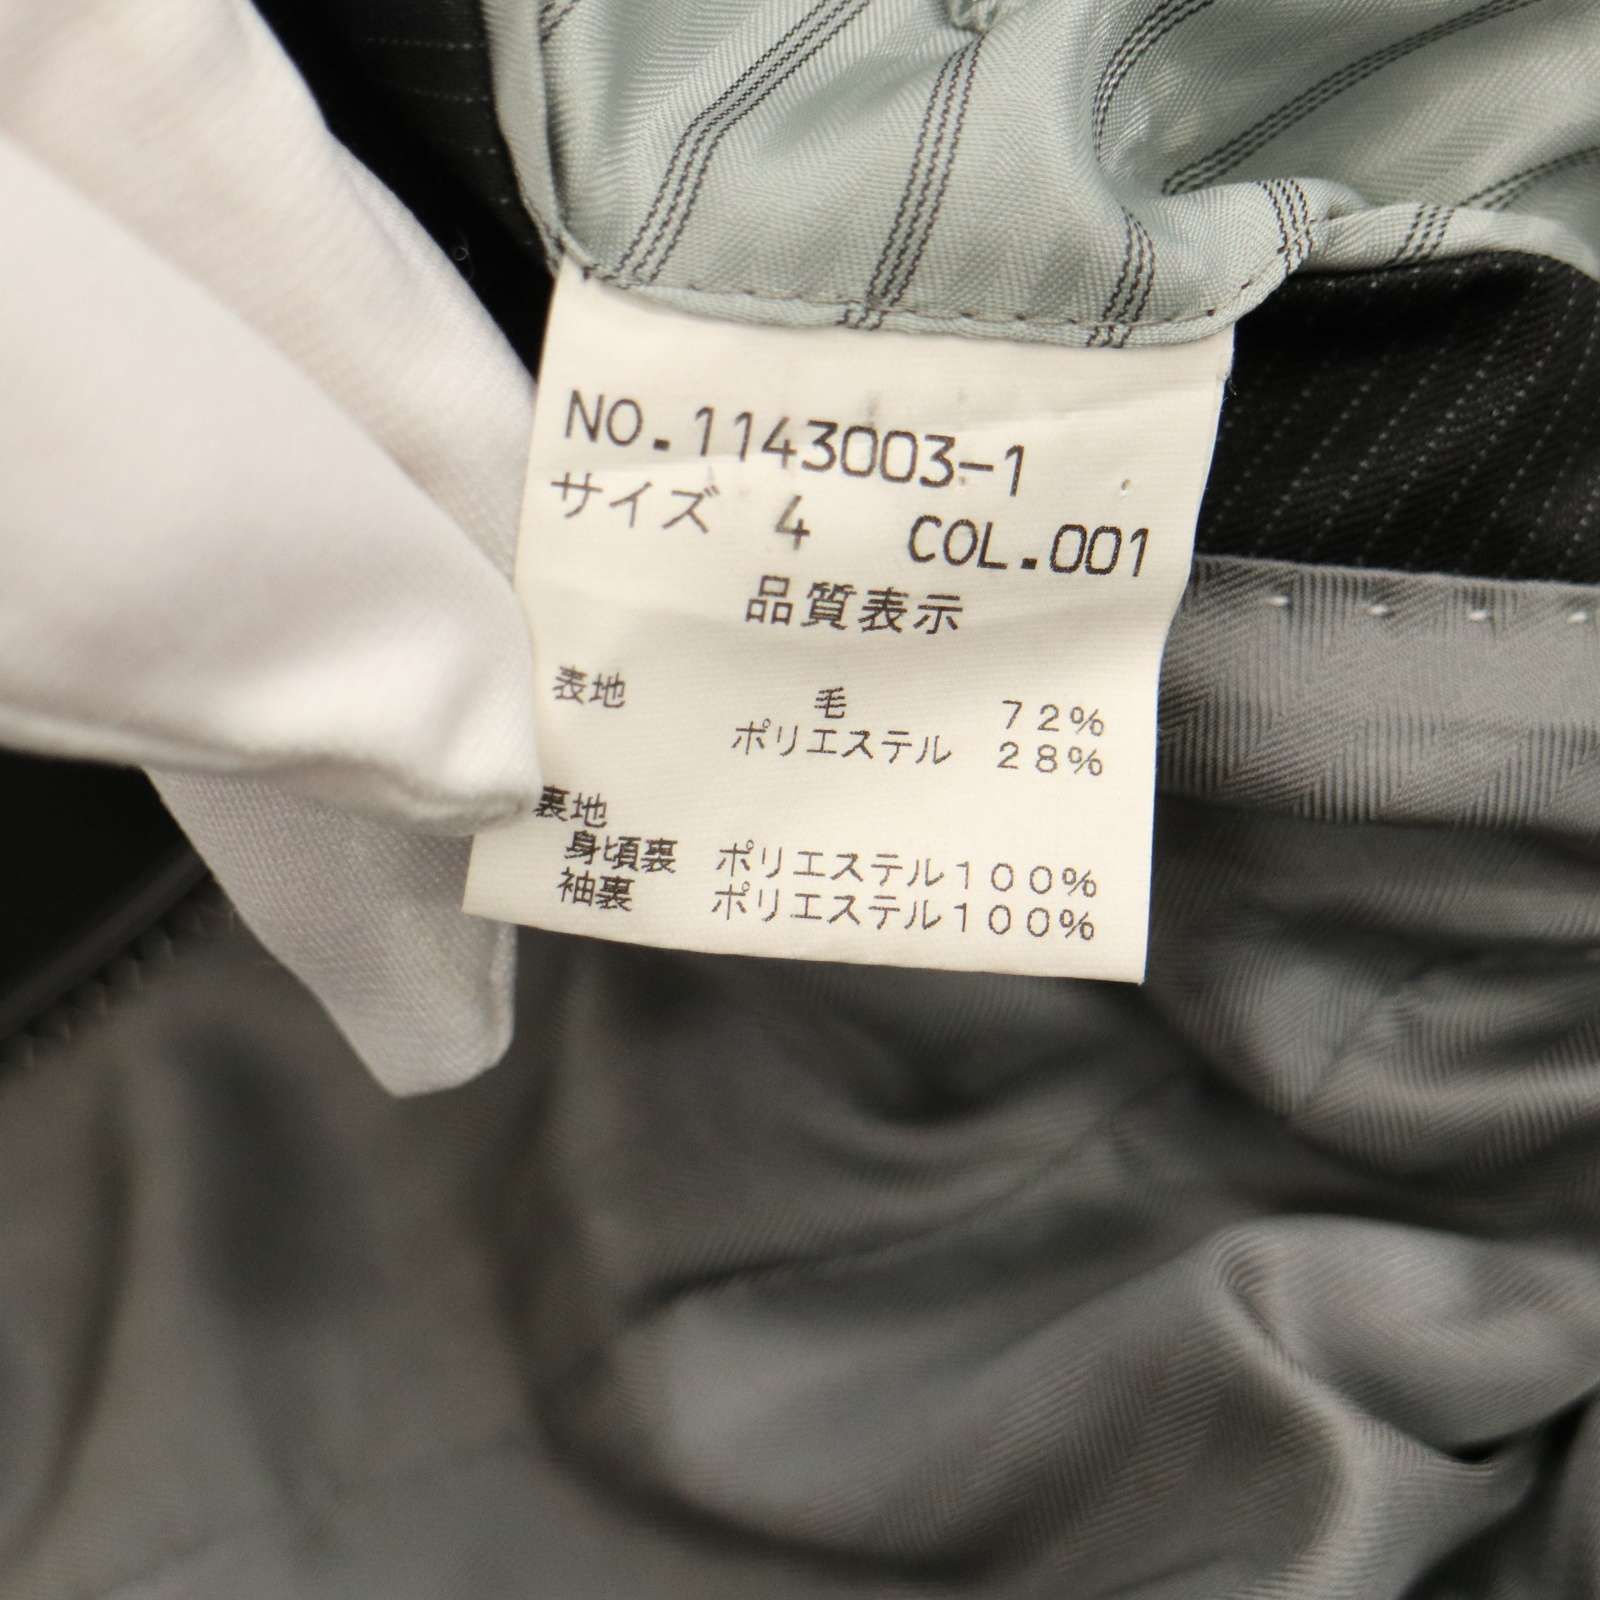 NO.1143003-1
サイズ 4 COL.001
品質表示
表地 毛 72%
ポリエステル 28%
裏地
身頃裏 ポリエステル100%
袖裏 ポリエステル100%